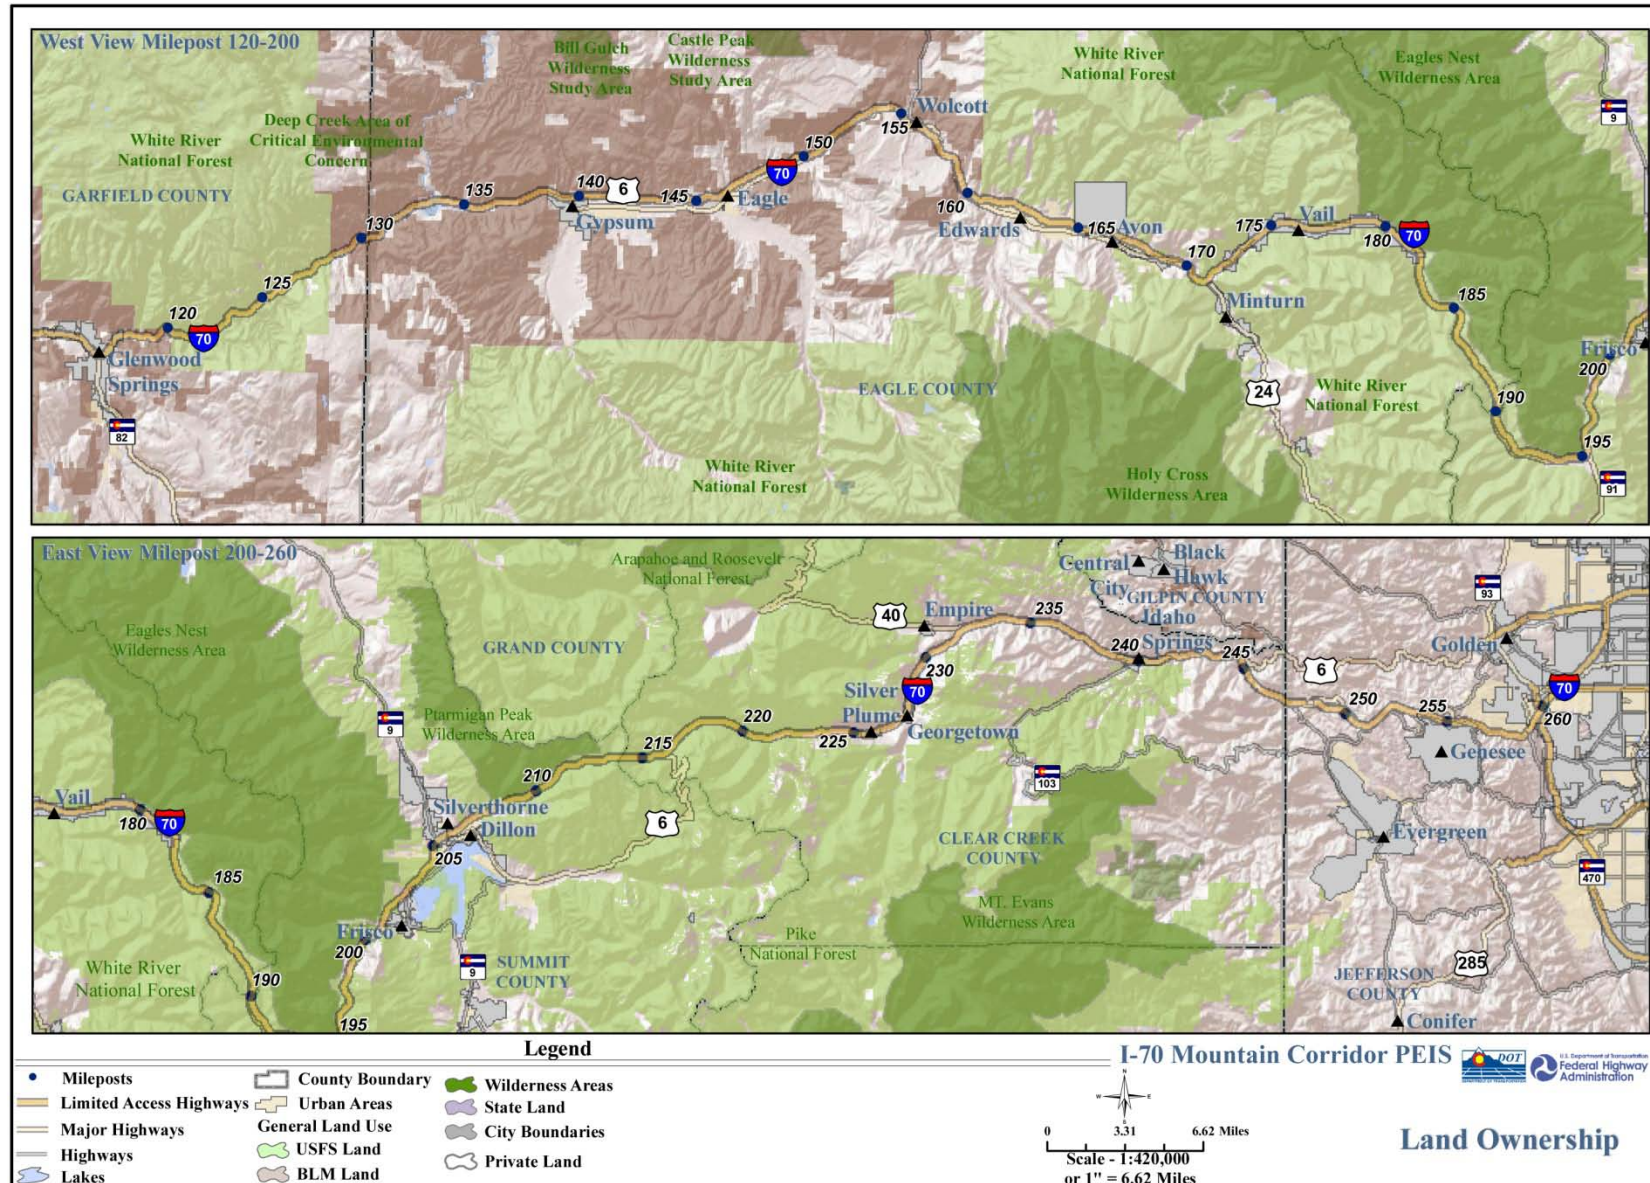 West View Milepost 120-200
Bill Gulch
Wilderness
Study Area
Castle Peak
Wilderness
Study Area
White River
National Forest
Eagles Nest
Wilderness Area
9
Wolcott
155
150
70
Deep Creek Area of
Critical Environmental
Concern
White River
National Forest
GARFIELD COUNTY
135
140
6
145
Eagle
Gypsum
160
Edwards
165
Avon
175
Vail
180
70
130
170
125
120
70
Minturn
185
Glenwood
Springs
Frisco
200
EAGLE COUNTY
24
White River
National Forest
190
82
White River
National Forest
Holy Cross
Wilderness Area
195
91
East View Milepost 200-260
Arapahoe and Roosevelt
National Forest
Central
City
Black
Hawk
GILPIN COUNTY
93
Eagles Nest
Wilderness Area
GRAND COUNTY
40
Empire
235
Idaho
Springs
240
245
Golden
6
230
Silver
Plume
70
70
Ptarmigan Peak
Wilderness Area
9
220
225
Georgetown
250
255
260
215
Genesee
210
103
Vail
180
70
Silverthorne
Dillon
6
205
CLEAR CREEK
COUNTY
Evergreen
185
470
MT. Evans
Wilderness Area
Frisco
200
Pike
National Forest
White River
National Forest
190
SUMMIT
COUNTY
9
285
JEFFERSON
COUNTY
195
Conifer
Legend
Mileposts
Limited Access Highways
Major Highways
Highways
Lakes
County Boundary
Urban Areas
General Land Use
USFS Land
BLM Land
Wilderness Areas
State Land
City Boundaries
Private Land
I-70 Mountain Corridor PEIS
DOT
DEPARTMENT OF TRANSPORTATION
U.S. Department of Transportation
Federal Highway
Administration
N
W E
S
0 3.31 6.62 Miles
Scale - 1:420,000
or 1" = 6.62 Miles
Land Ownership